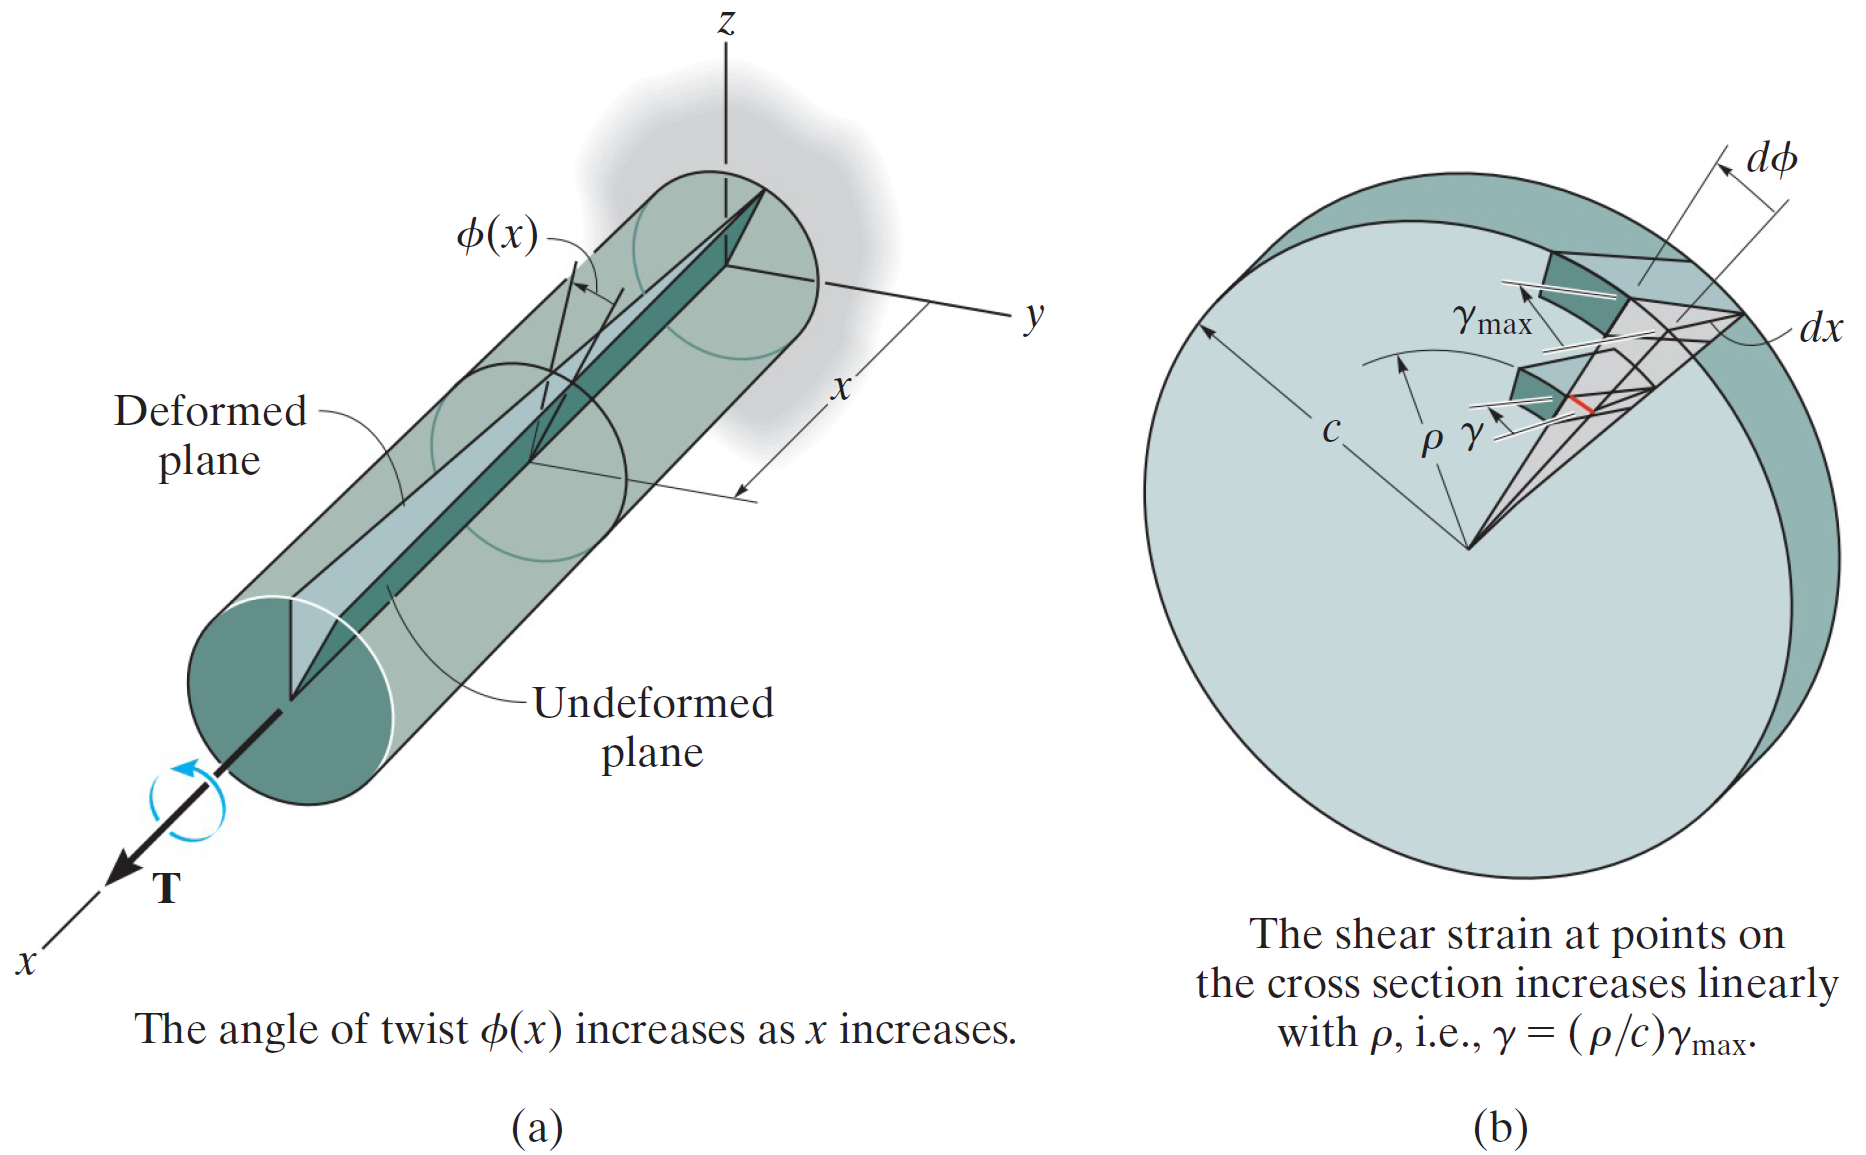 z
ϕ(x)
y
x
Deformed
plane
Undeformed
plane
T
x
The angle of twist ϕ(x) increases as x increases.
(a)
dϕ
γmax
dx
c
ρ
γ
The shear strain at points on
the cross section increases linearly
with ρ, i.e., γ = (ρ/c)γmax.
(b)